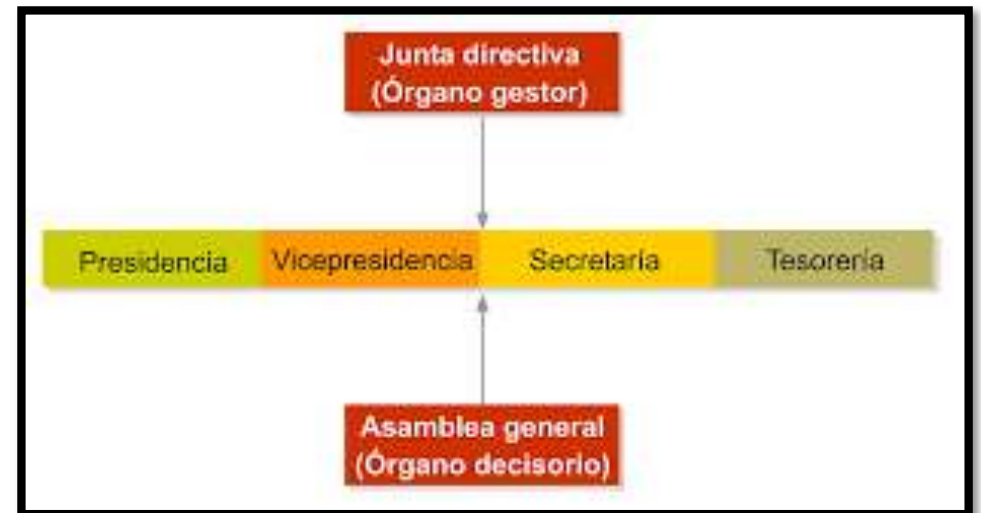 Junta directiva
(Órgano gestor)
Presidencia Vicepresidencia Secretaría Tesorería
Asamblea general
(Órgano decisorio)